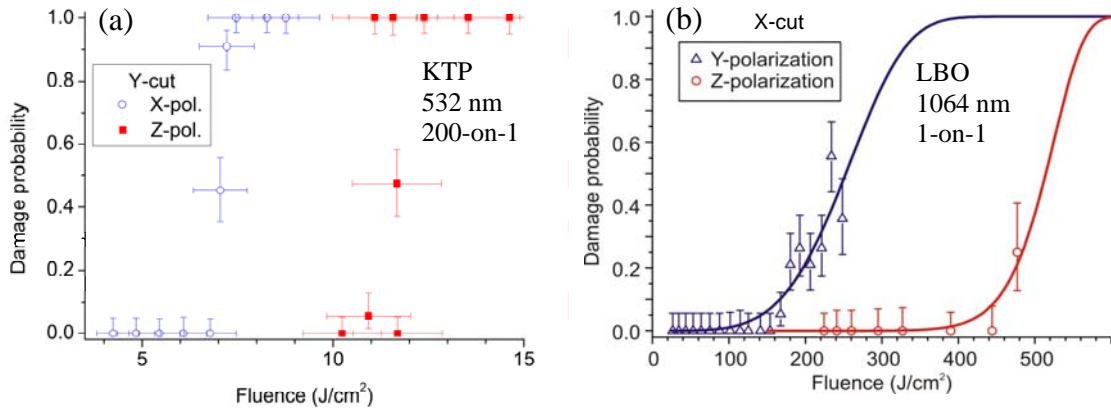 (a)
Y-cut
X-pol.
Z-pol.
KTP
532 nm
200-on-1
Damage probability
1.0
0.8
0.6
0.4
0.2
0.0
5
10
15
Fluence (J/cm²)
(b)
X-cut
Y-polarization
Z-polarization
LBO
1064 nm
1-on-1
Damage probability
1.0
0.8
0.6
0.4
0.2
0.0
0
100
200
300
400
500
Fluence (J/cm²)